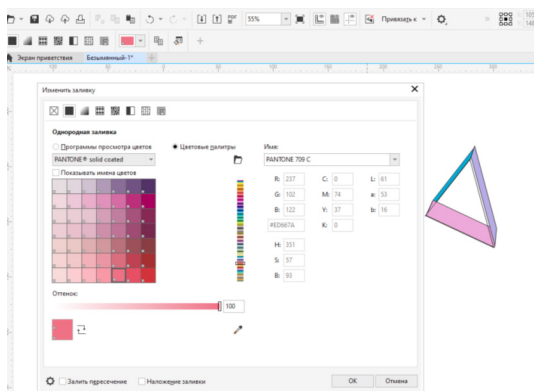 PDF
55%
Привязать к
Экран приветствия
Безымянный-1*
Изменить заливку
Однородная заливка
Программы просмотра цветов
Цветовые палитры
Имя:
PANTONE® solid coated
PANTONE 709 C
Показывать имена цветов
R: 237 C: 0 L: 61
G: 102 M: 74 a: 53
B: 122 Y: 37 b: 16
#ED667A K: 0
H: 351
S: 57
B: 93
Оттенок:
100
Залить пересечение
Наложение заливки
OK
Отмена